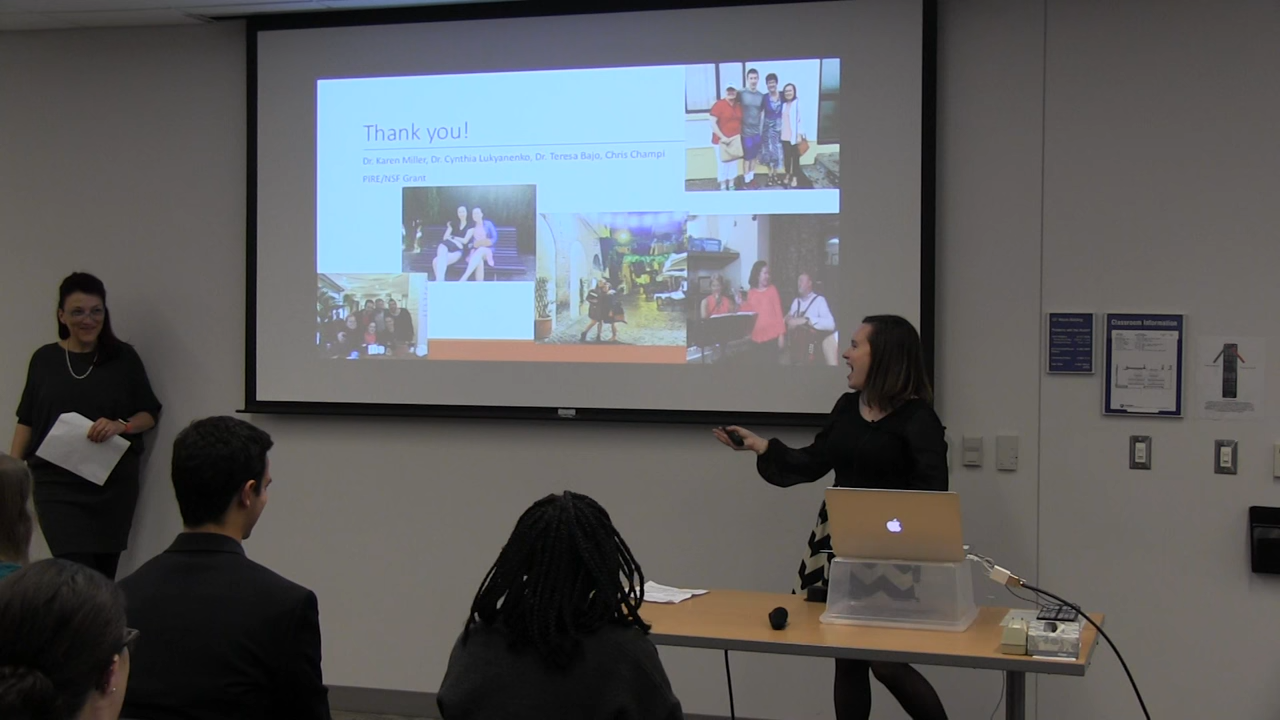 Thank you!
Dr. Karen Miller, Dr. Cynthia Lukyanenko, Dr. Teresa Bajo, Chris Champi
PIRE/NSF Grant
Classroom Information